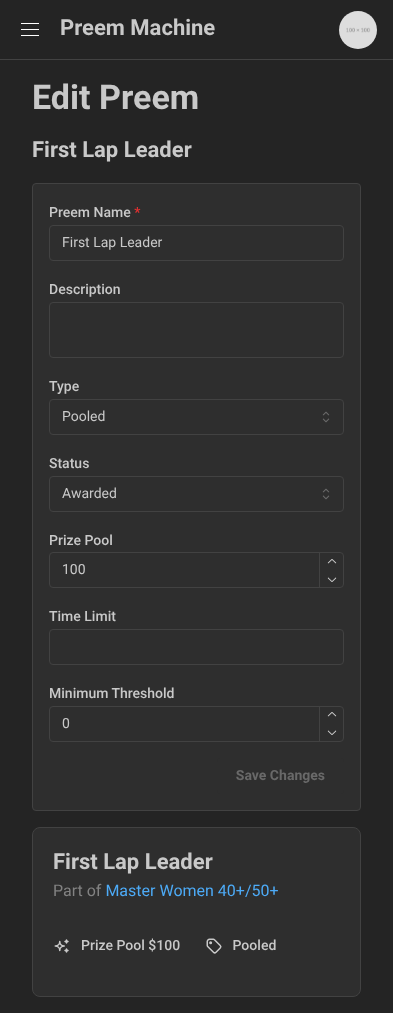 Preem Machine
100 × 100
Edit Preem
First Lap Leader
Preem Name *
First Lap Leader
Description
Type
Pooled
Status
Awarded
Prize Pool
100
Time Limit
Minimum Threshold
0
Save Changes
First Lap Leader
Part of Master Women 40+/50+
Prize Pool $100 Pooled